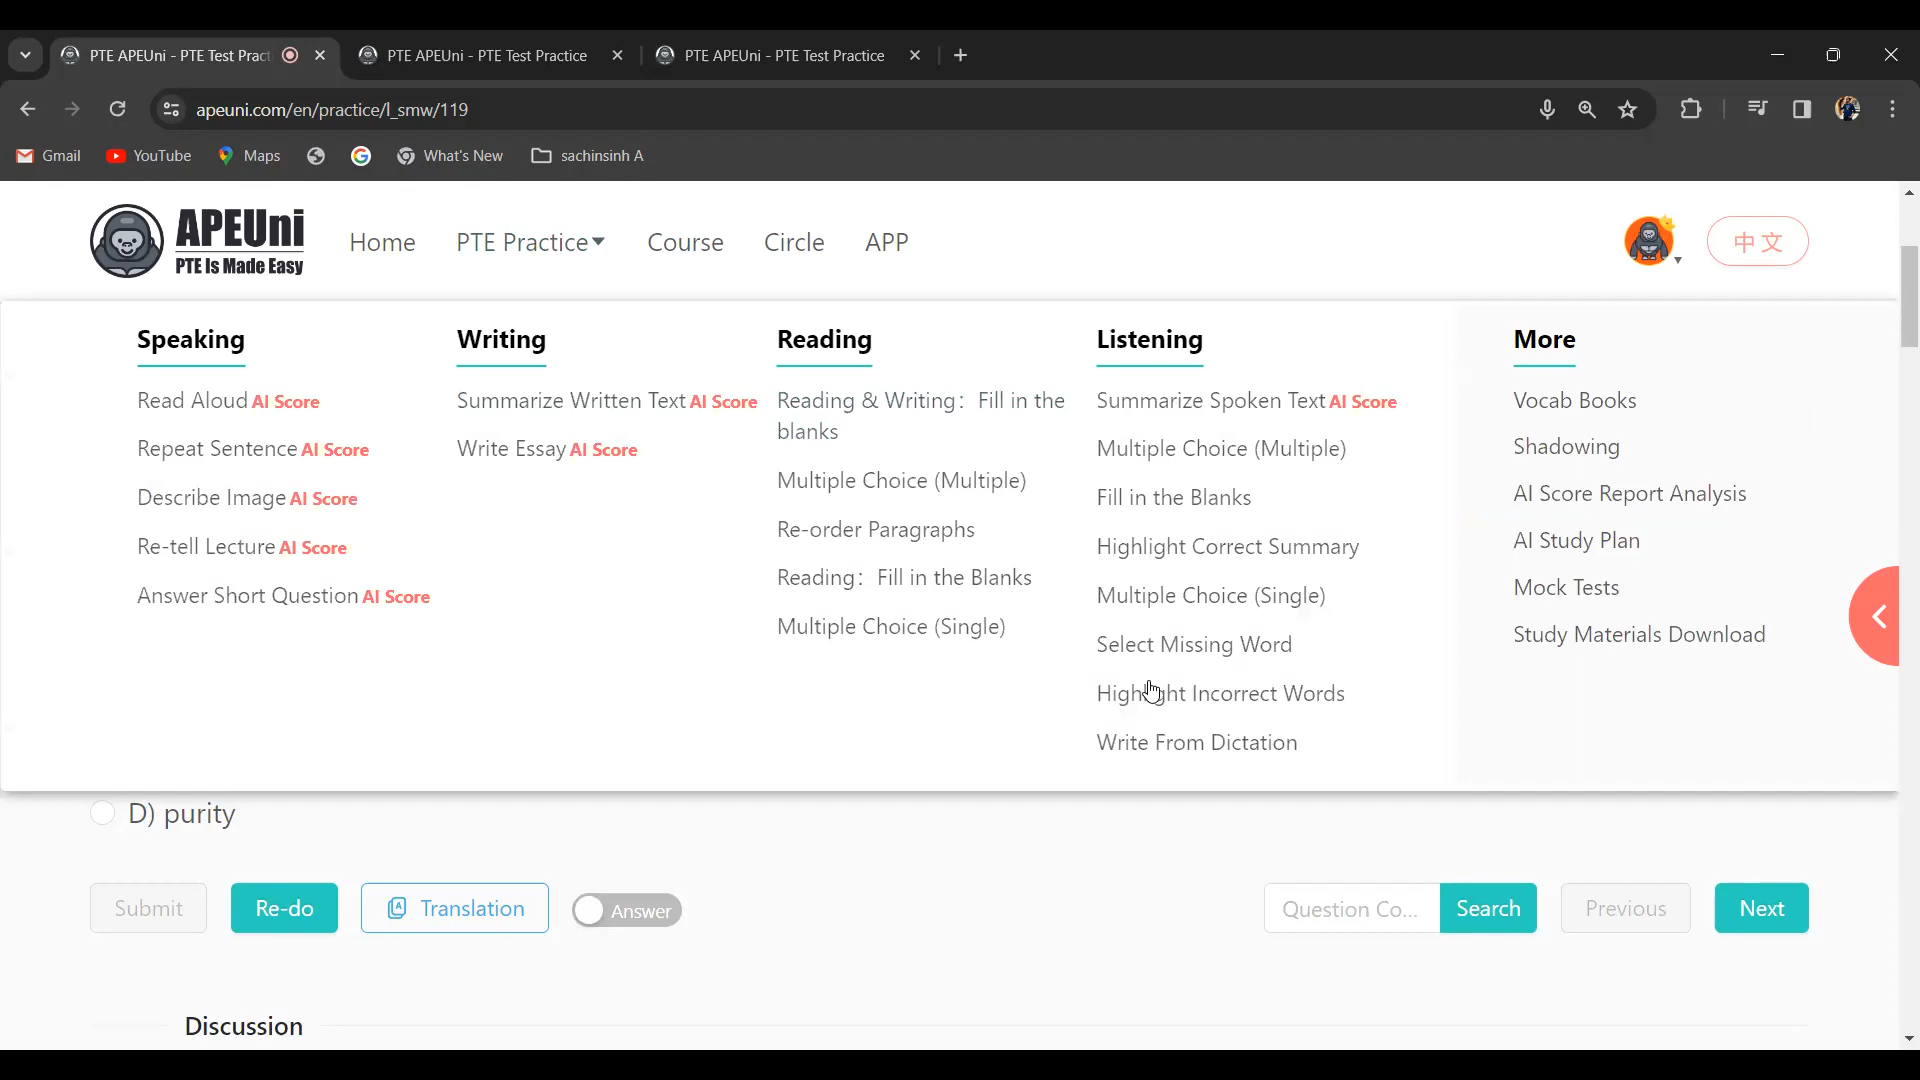 PTE APEUni - PTE Test Pract
PTE APEUni - PTE Test Practice
PTE APEUni - PTE Test Practice
apeuni.com/en/practice/l_smw/119
Gmail
YouTube
Maps
What's New
sachinsinh A
APEUni
PTE Is Made Easy
Home
PTE Practice
Course
Circle
APP
中文
Speaking
Read Aloud AI Score
Repeat Sentence AI Score
Describe Image AI Score
Re-tell Lecture AI Score
Answer Short Question AI Score
Writing
Summarize Written Text AI Score
Write Essay AI Score
Reading
Reading & Writing: Fill in the
blanks
Multiple Choice (Multiple)
Re-order Paragraphs
Reading: Fill in the Blanks
Multiple Choice (Single)
Listening
Summarize Spoken Text AI Score
Multiple Choice (Multiple)
Fill in the Blanks
Highlight Correct Summary
Multiple Choice (Single)
Select Missing Word
Highlight Incorrect Words
Write From Dictation
More
Vocab Books
Shadowing
AI Score Report Analysis
AI Study Plan
Mock Tests
Study Materials Download
D) purity
Submit
Re-do
Translation
Answer
Question Co...
Search
Previous
Next
Discussion